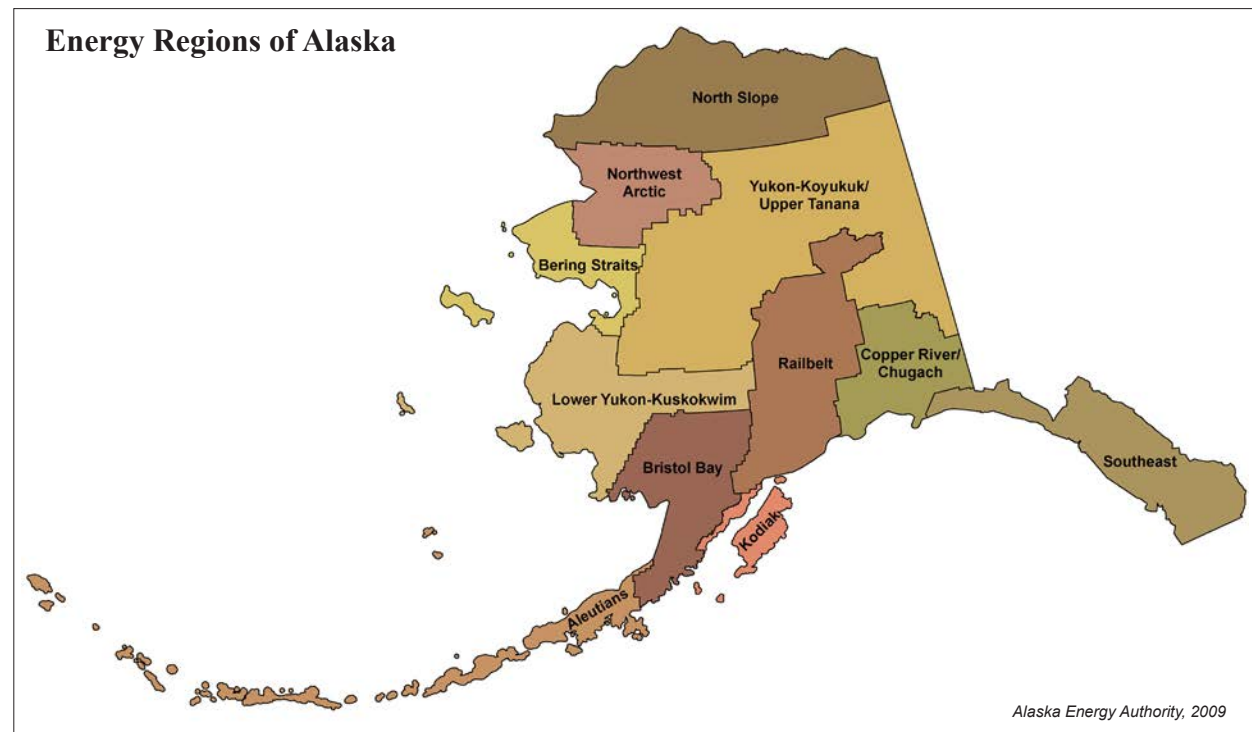 Energy Regions of Alaska
North Slope
Northwest
Arctic
Yukon-Koyukuk/
Upper Tanana
Bering Straits
Railbelt
Copper River/
Chugach
Lower Yukon-Kuskokwim
Bristol Bay
Southeast
Kodiak
Aleutians
Alaska Energy Authority, 2009